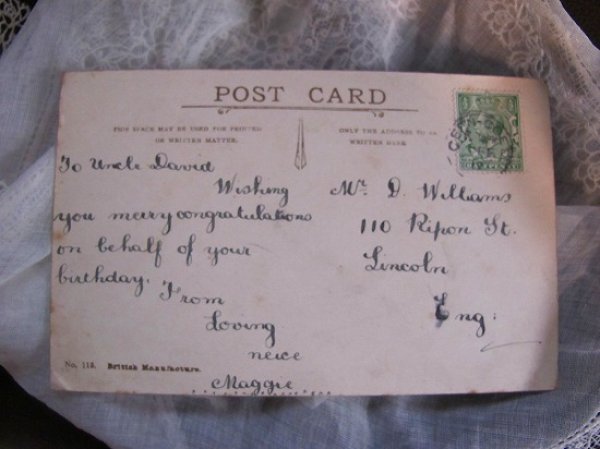 POST CARD
THIS SPACE MAY BE USED FOR PRINTED
OR WRITTEN MATTER.
ONLY THE ADDRESS TO BE
WRITTEN HERE
To Uncle David
Wishing
you merry congratulations
on behalf of your
birthday. From
Loving
neice
Maggie
Mr. D. Williams
110 Ripon St.
Lincoln
Eng.
No. 115. British Manufacture.